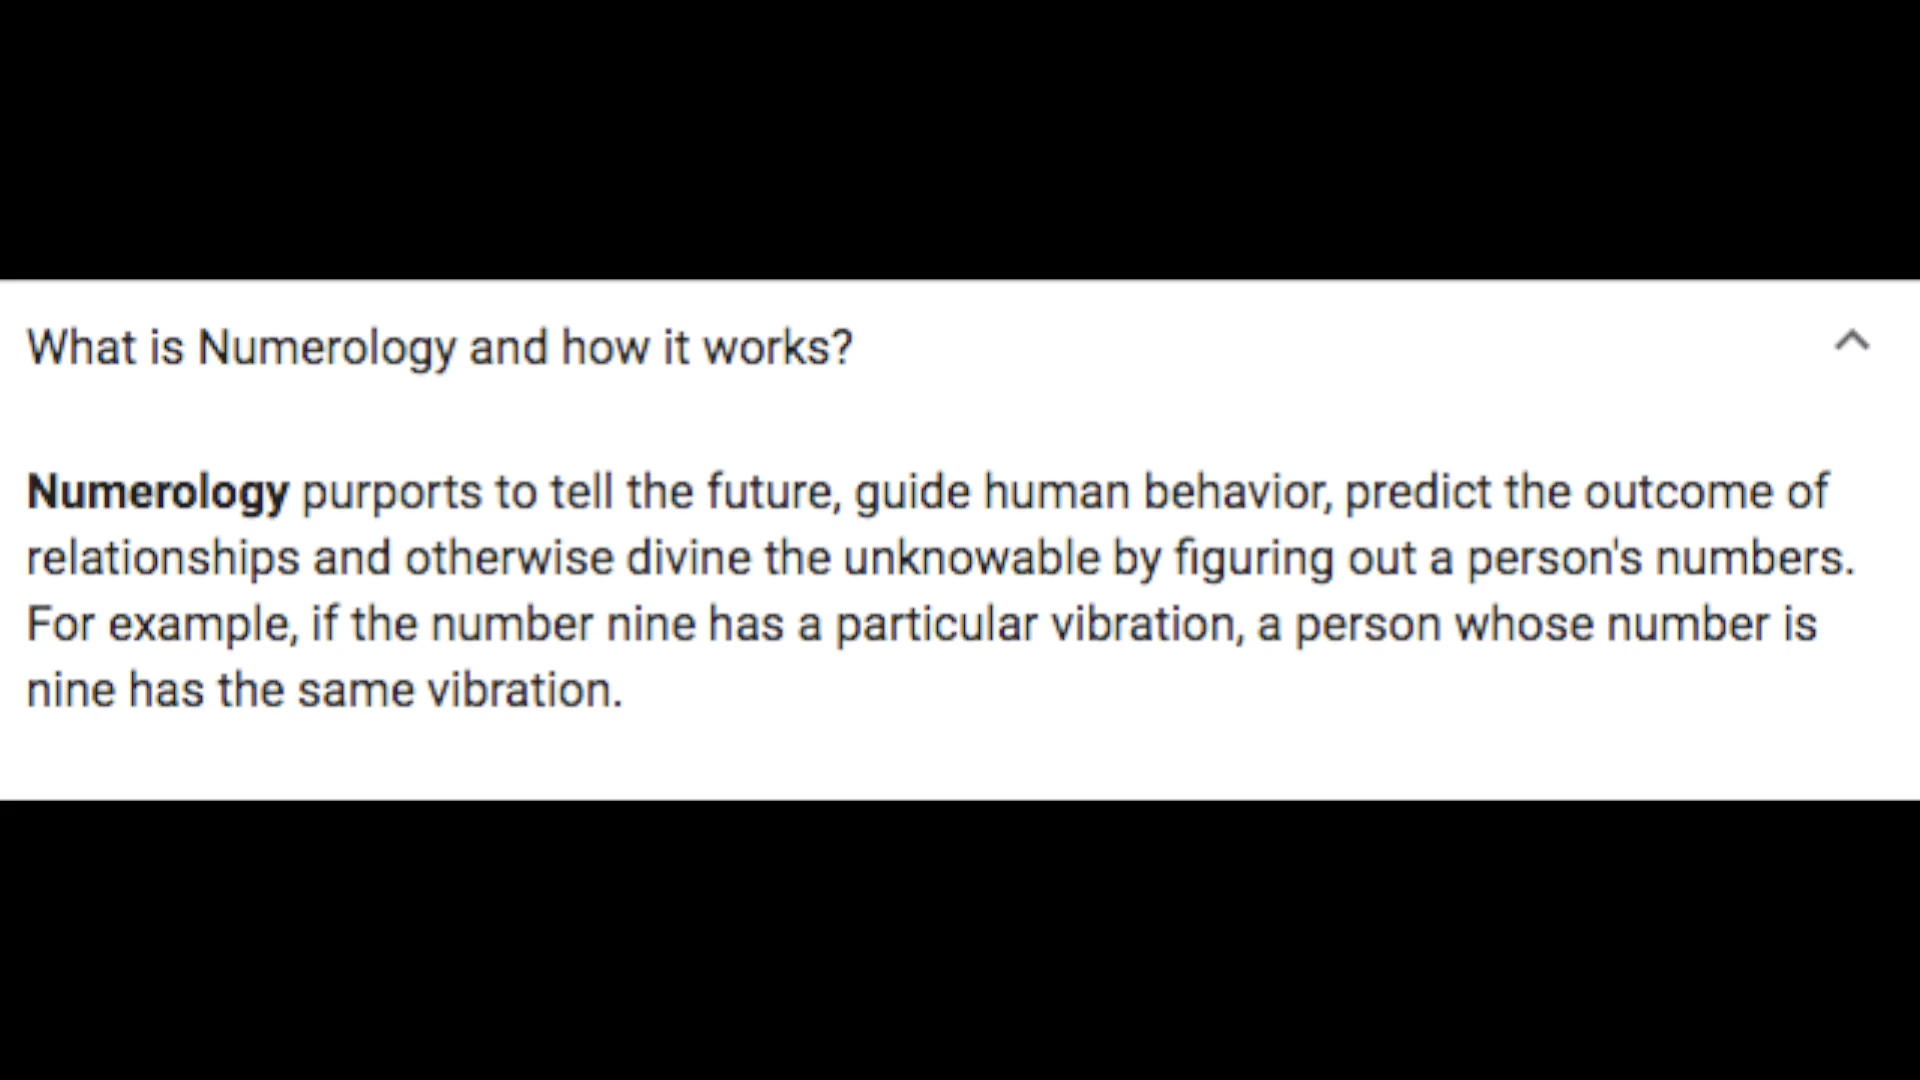 What is Numerology and how it works?
Numerology purports to tell the future, guide human behavior, predict the outcome of
relationships and otherwise divine the unknowable by figuring out a person's numbers.
For example, if the number nine has a particular vibration, a person whose number is
nine has the same vibration.